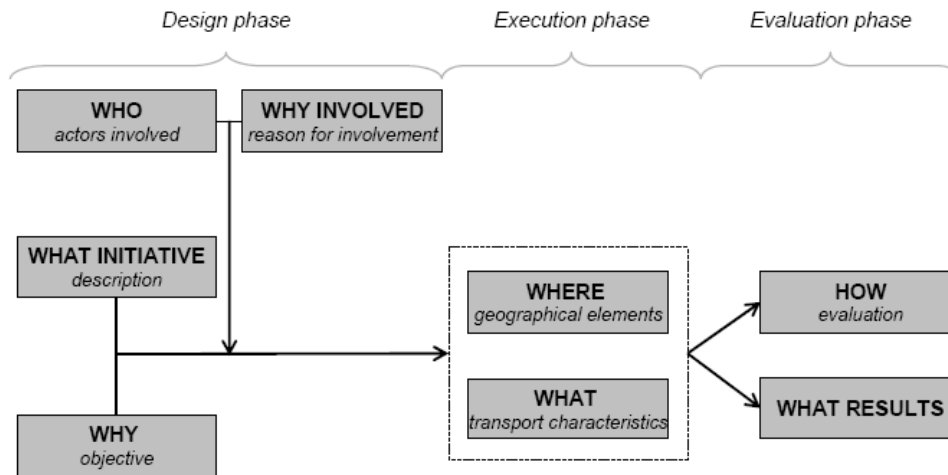 Design phase
Execution phase
Evaluation phase
WHO
actors involved
WHY INVOLVED
reason for involvement
WHAT INITIATIVE
description
WHERE
geographical elements
HOW
evaluation
WHAT
transport characteristics
WHAT RESULTS
WHY
objective